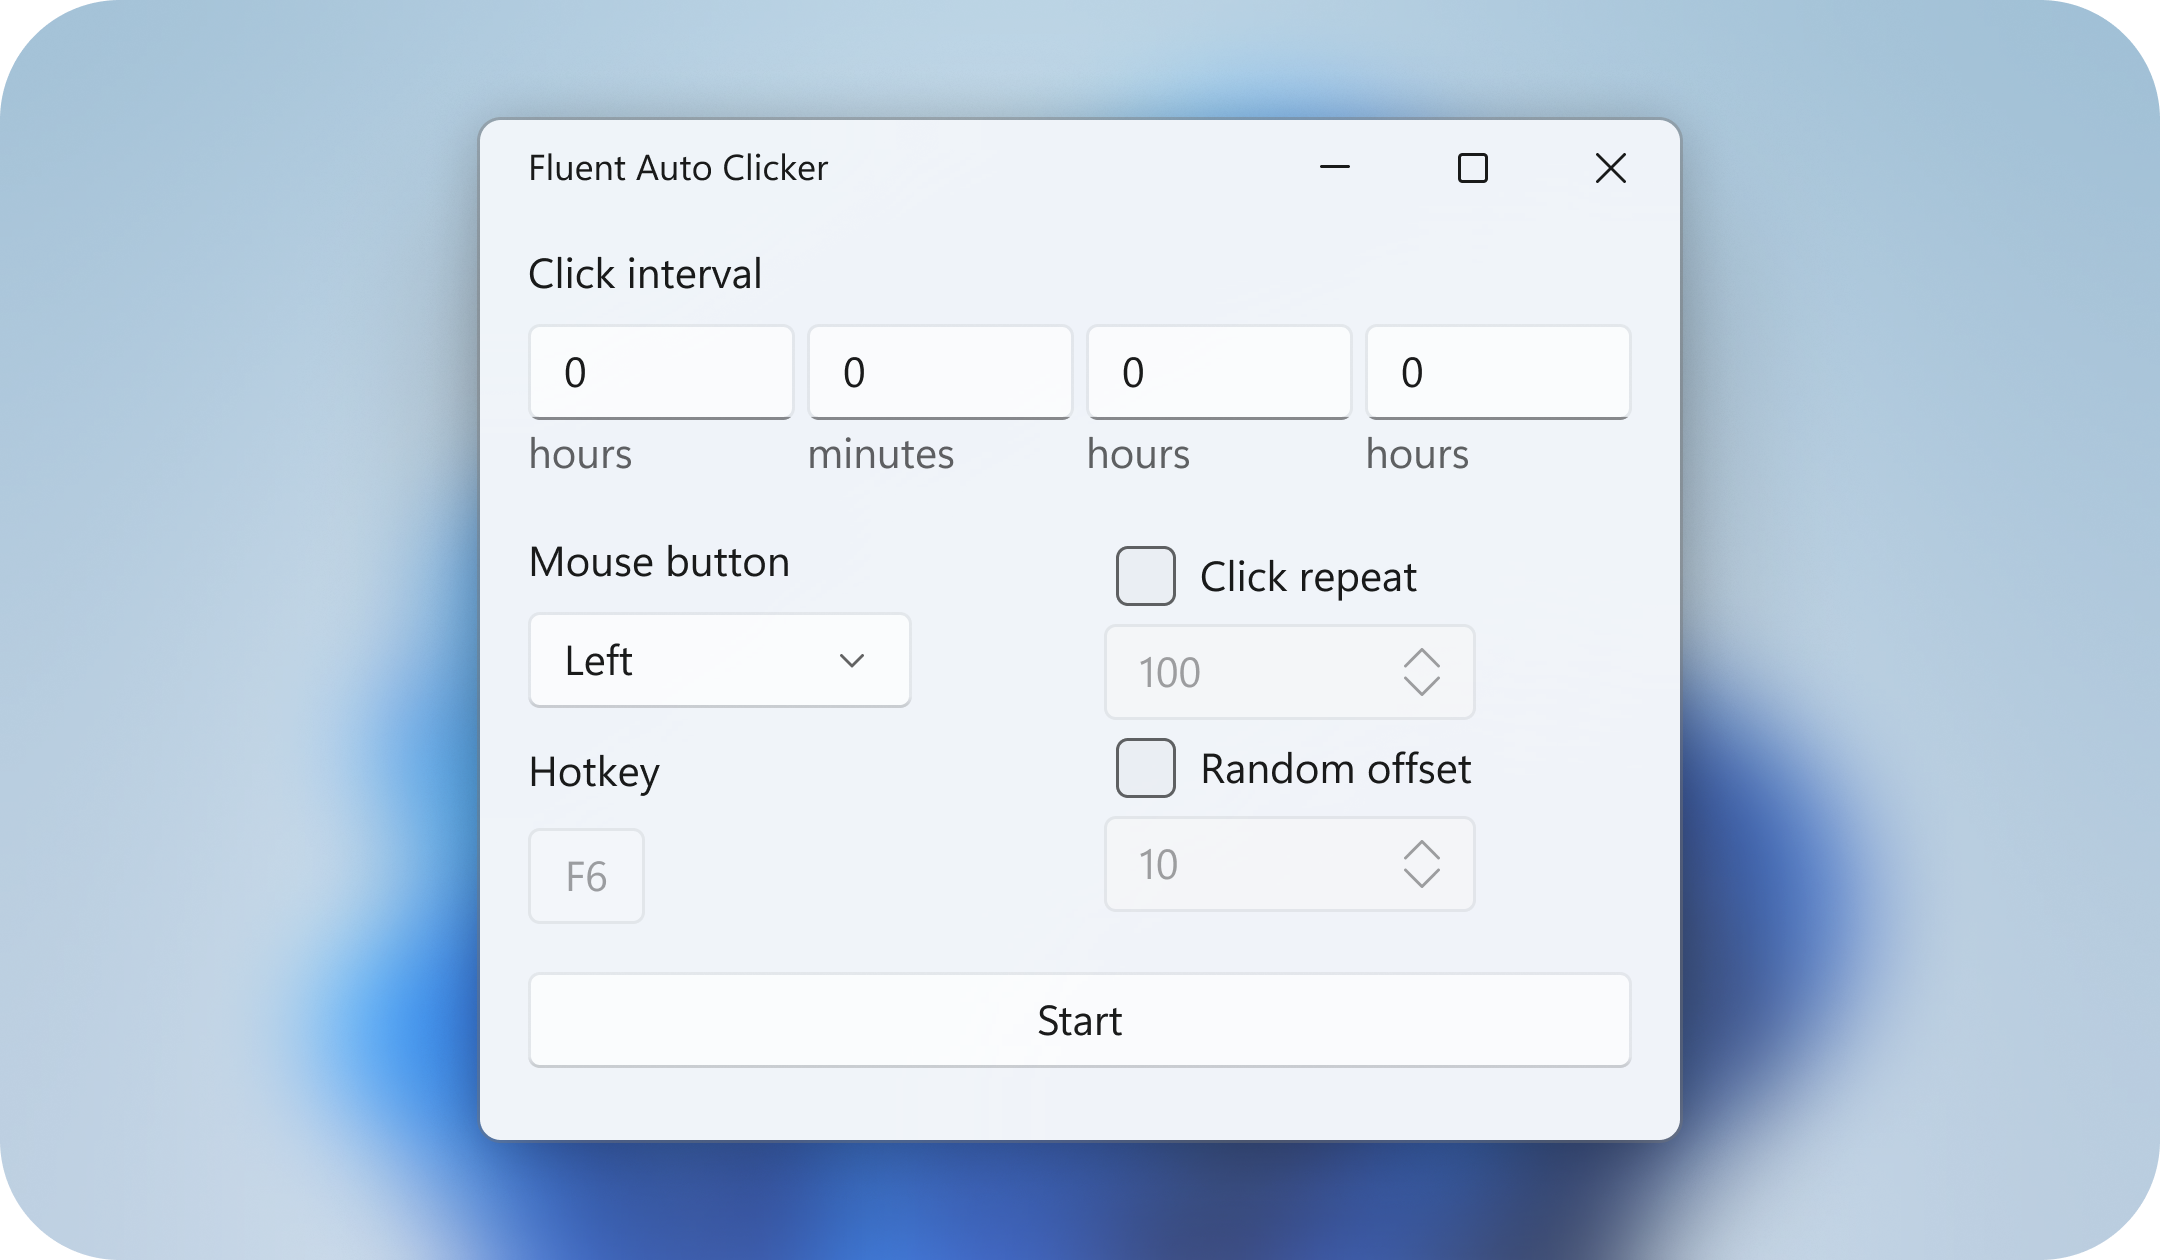 Fluent Auto Clicker
Click interval
0 0 0 0
hours minutes hours hours
Mouse button
Click repeat
Left
100
Hotkey
Random offset
F6
10
Start